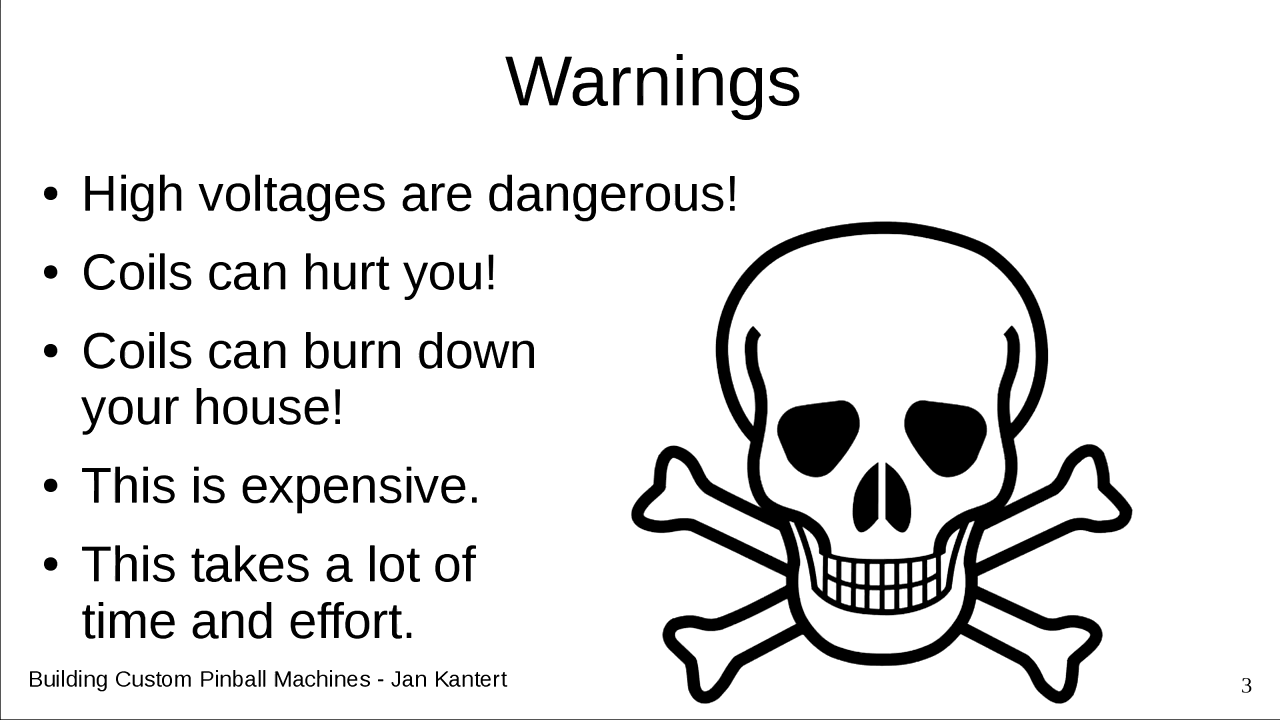 Warnings
• High voltages are dangerous!
• Coils can hurt you!
• Coils can burn down
your house!
• This is expensive.
• This takes a lot of
time and effort.
Building Custom Pinball Machines - Jan Kantert
3